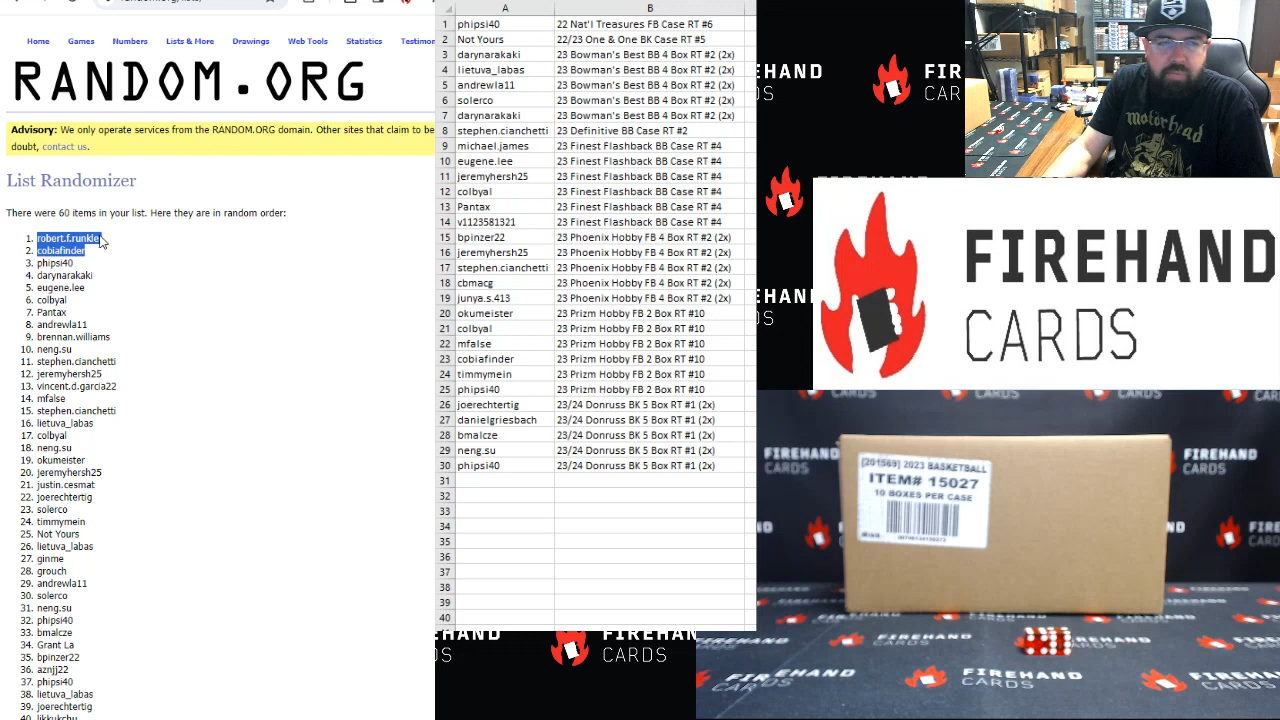 Home Games Numbers Lists & More Drawings Web Tools Statistics Testimor
RANDOM.ORG
Advisory: We only operate services from the RANDOM.ORG domain. Other sites that claim to be
doubt, contact us.
List Randomizer
There were 60 items in your list. Here they are in random order:
1. robert.f.runkle
2. cobiafinder
3. phipsi40
4. darynarakaki
5. eugene.lee
6. colbyal
7. Pantax
8. andrewla11
9. brennan.williams
10. neng.su
11. stephen.cianchetti
12. jeremyhersh25
13. vincent.d.garcia22
14. mfalse
15. stephen.cianchetti
16. lietuva_labas
17. colbyal
18. neng.su
19. okumeister
20. jeremyhersh25
21. justin.cesmat
22. joerechtertig
23. solerco
24. timmymein
25. Not Yours
26. lietuva_labas
27. ginme
28. grouch
29. andrewla11
30. solerco
31. neng.su
32. phipsi40
33. bmalcze
34. Grant La
35. bpinzer22
36. aznjj22
37. phipsi40
38. lietuva_labas
39. joerechtertig
40. likkukchu
A B
1 phipsi40 22 Nat'l Treasures FB Case RT #6
2 Not Yours 22/23 One & One BK Case RT #5
3 darynarakaki 23 Bowman's Best BB 4 Box RT #2 (2x)
4 lietuva_labas 23 Bowman's Best BB 4 Box RT #2 (2x)
5 andrewla11 23 Bowman's Best BB 4 Box RT #2 (2x)
6 solerco 23 Bowman's Best BB 4 Box RT #2 (2x)
7 darynarakaki 23 Bowman's Best BB 4 Box RT #2 (2x)
8 stephen.cianchetti 23 Definitive BB Case RT #2
9 michael.james 23 Finest Flashback BB Case RT #4
10 eugene.lee 23 Finest Flashback BB Case RT #4
11 jeremyhersh25 23 Finest Flashback BB Case RT #4
12 colbyal 23 Finest Flashback BB Case RT #4
13 Pantax 23 Finest Flashback BB Case RT #4
14 v1123581321 23 Finest Flashback BB Case RT #4
15 bpinzer22 23 Phoenix Hobby FB 4 Box RT #2 (2x)
16 jeremyhersh25 23 Phoenix Hobby FB 4 Box RT #2 (2x)
17 stephen.cianchetti 23 Phoenix Hobby FB 4 Box RT #2 (2x)
18 cbmacg 23 Phoenix Hobby FB 4 Box RT #2 (2x)
19 junya.s.413 23 Phoenix Hobby FB 4 Box RT #2 (2x)
20 okumeister 23 Prizm Hobby FB 2 Box RT #10
21 colbyal 23 Prizm Hobby FB 2 Box RT #10
22 mfalse 23 Prizm Hobby FB 2 Box RT #10
23 cobiafinder 23 Prizm Hobby FB 2 Box RT #10
24 timmymein 23 Prizm Hobby FB 2 Box RT #10
25 phipsi40 23 Prizm Hobby FB 2 Box RT #10
26 joerechtertig 23/24 Donruss BK 5 Box RT #1 (2x)
27 danielgriesbach 23/24 Donruss BK 5 Box RT #1 (2x)
28 bmalcze 23/24 Donruss BK 5 Box RT #1 (2x)
29 neng.su 23/24 Donruss BK 5 Box RT #1 (2x)
30 phipsi40 23/24 Donruss BK 5 Box RT #1 (2x)
31
32
33
34
35
36
37
38
39
40
EHAND FIR
DS CAR
Motörhead
FIREHAND
CARDS
[201569] 2023 BASKETBALL
ITEM# 15027
10 BOXES PER CASE
FIREHAND
CARDS